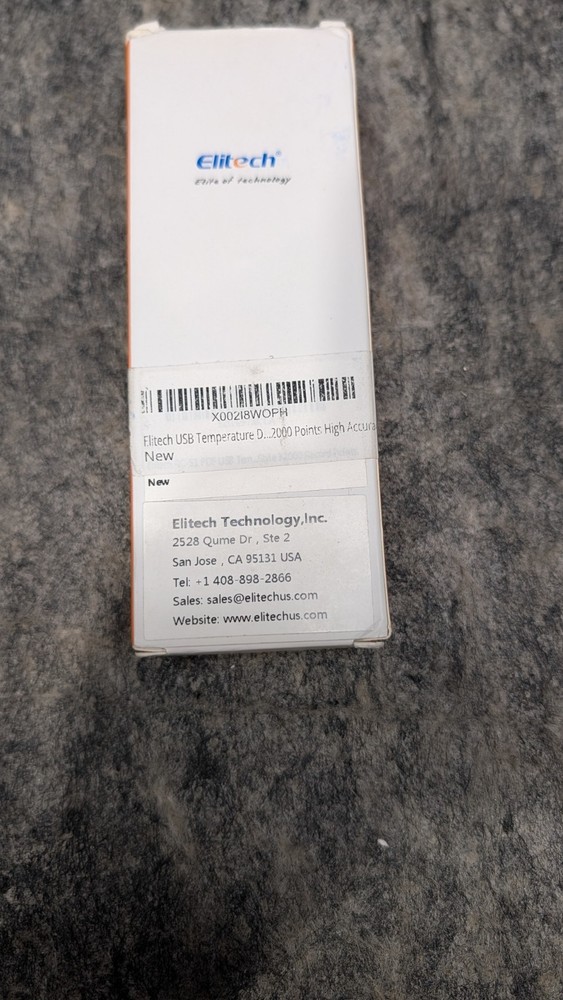 Elitech®
Elite of technology
X002I8WOPH
Elitech USB Temperature D...2000 Points High Accura
New
New
Elitech Technology,Inc.
2528 Qume Dr , Ste 2
San Jose , CA 95131 USA
Tel: +1 408-898-2866
Sales: sales@elitechus.com
Website: www.elitechus.com